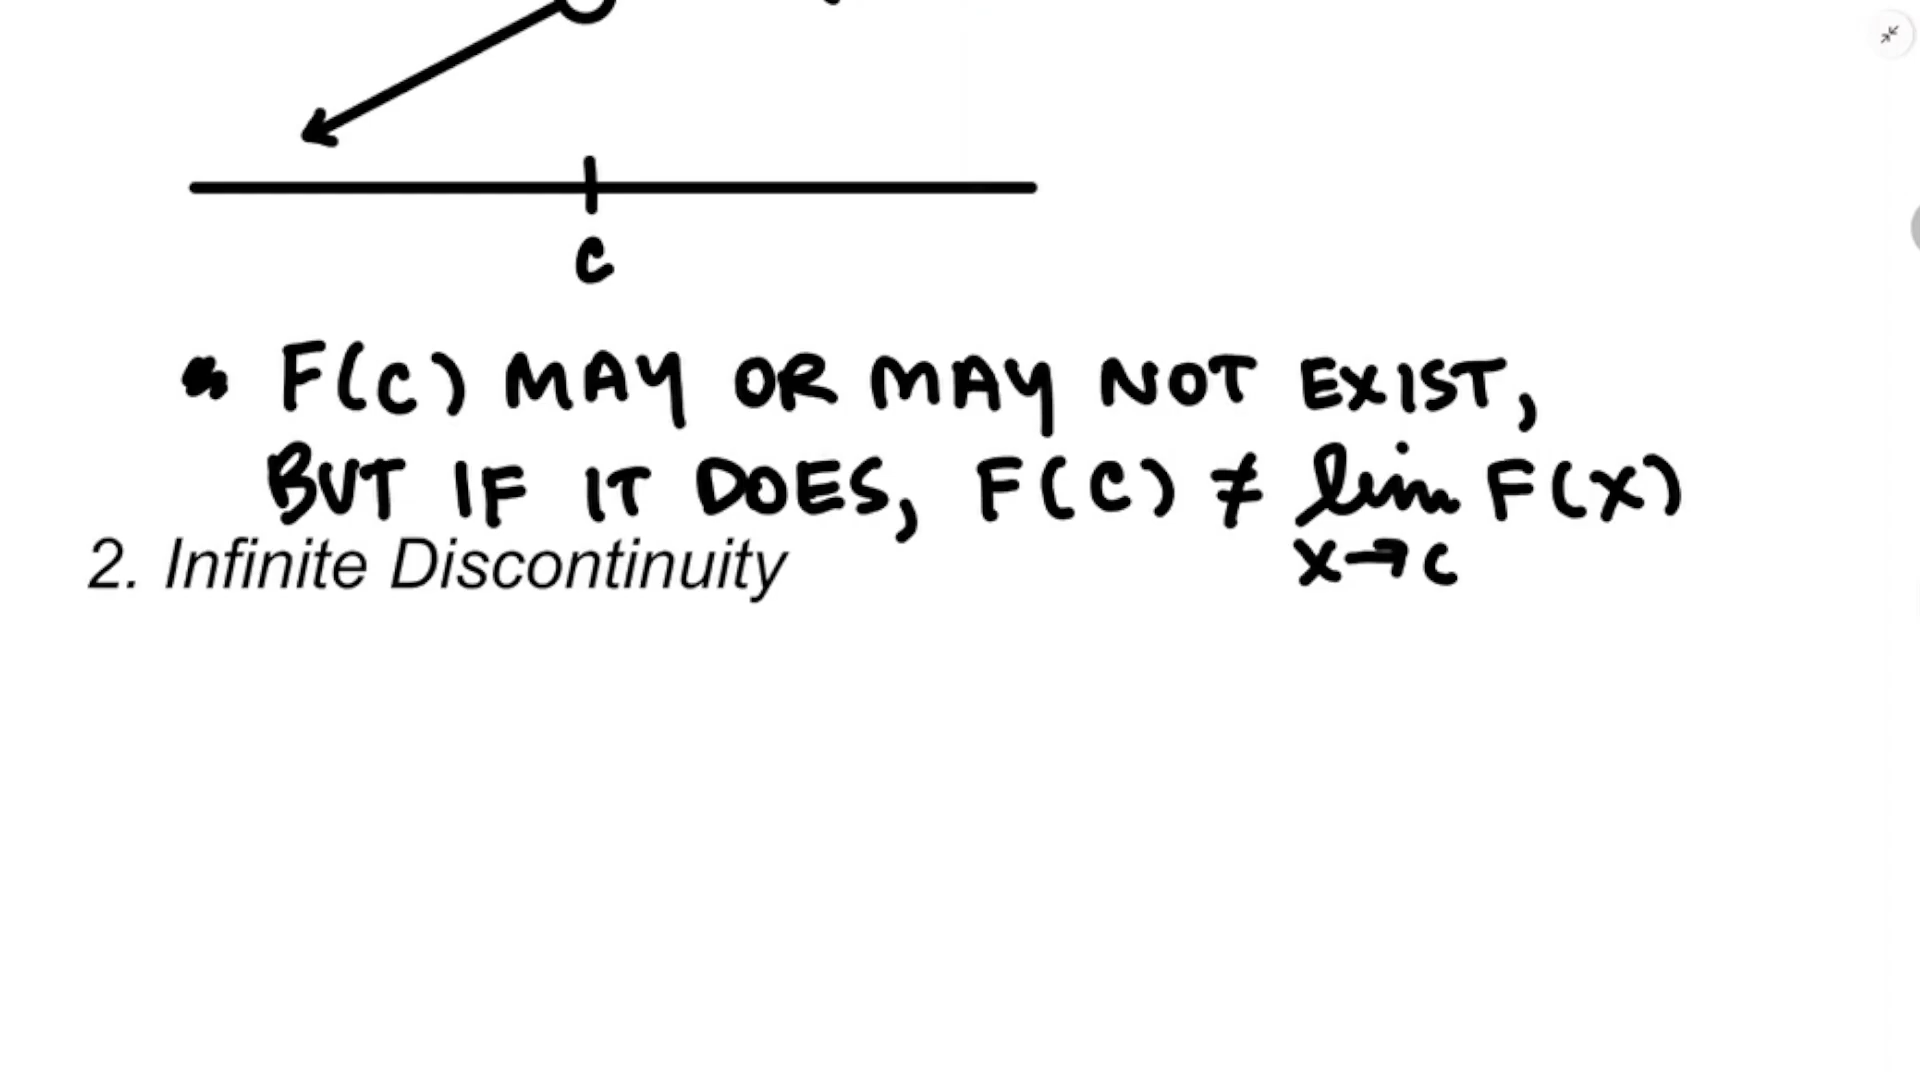 c
F(C) MAY OR MAY NOT EXIST,
BUT IF IT DOES, F(C) ≠ lim F(X)
X→C
2. Infinite Discontinuity